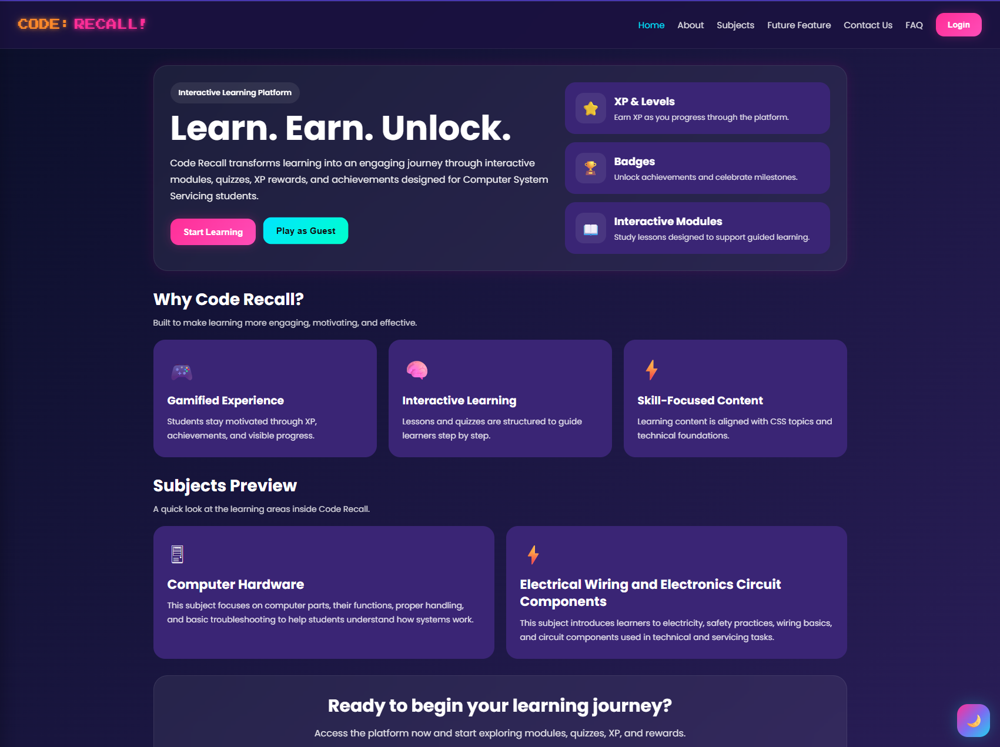 CODE: RECALL!
Home About Subjects Future Feature Contact Us FAQ Login
Interactive Learning Platform
Learn. Earn. Unlock.
Code Recall transforms learning into an engaging journey through interactive
modules, quizzes, XP rewards, and achievements designed for Computer System
Servicing students.
Start Learning Play as Guest
XP & Levels
Earn XP as you progress through the platform.
Badges
Unlock achievements and celebrate milestones.
Interactive Modules
Study lessons designed to support guided learning.
Why Code Recall?
Built to make learning more engaging, motivating, and effective.
Gamified Experience
Students stay motivated through XP,
achievements, and visible progress.
Interactive Learning
Lessons and quizzes are structured to guide
learners step by step.
Skill-Focused Content
Learning content is aligned with CSS topics and
technical foundations.
Subjects Preview
A quick look at the learning areas inside Code Recall.
Computer Hardware
This subject focuses on computer parts, their functions, proper handling,
and basic troubleshooting to help students understand how systems work.
Electrical Wiring and Electronics Circuit
Components
This subject introduces learners to electricity, safety practices, wiring basics,
and circuit components used in technical and servicing tasks.
Ready to begin your learning journey?
Access the platform now and start exploring modules, quizzes, XP, and rewards.